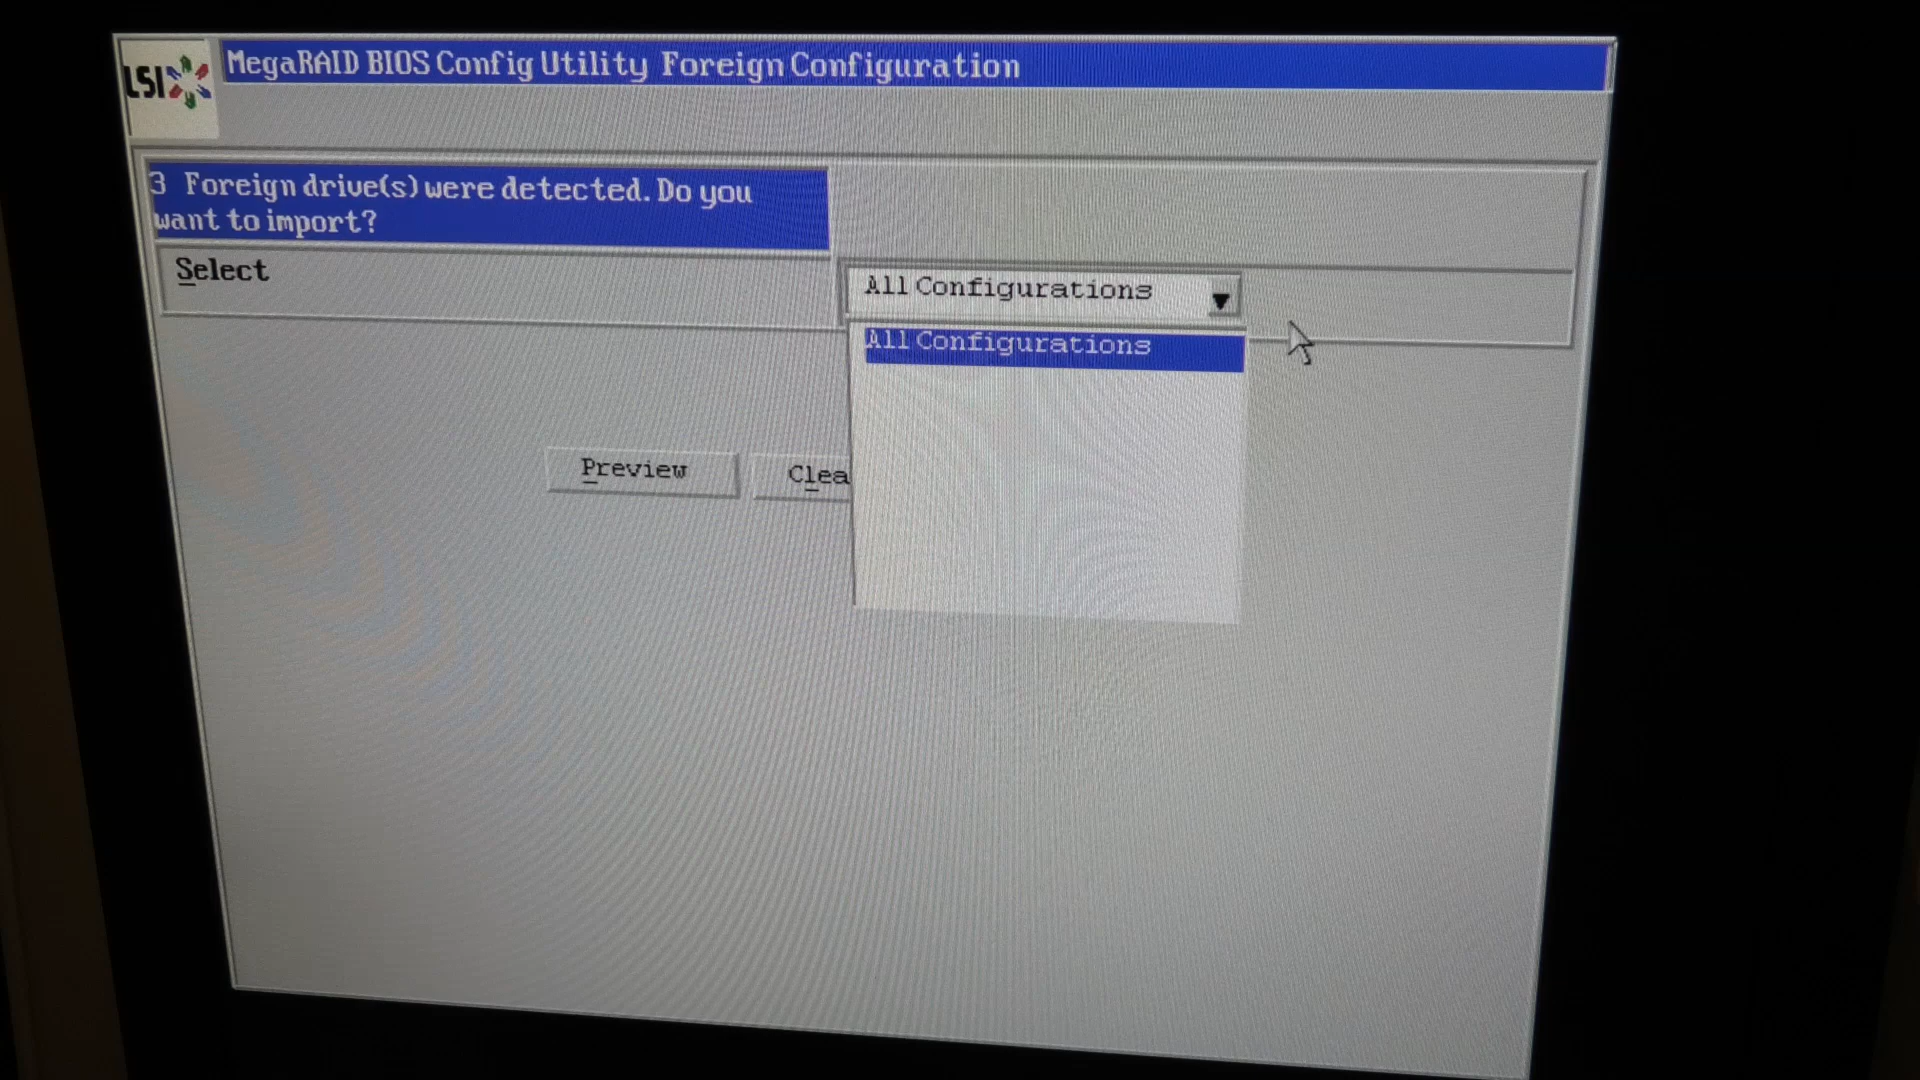 LSI
MegaRAID BIOS Config Utility Foreign Configuration
3 Foreign drive(s) were detected. Do you
want to import?
Select
All Configurations
All Configurations
Preview
Clea